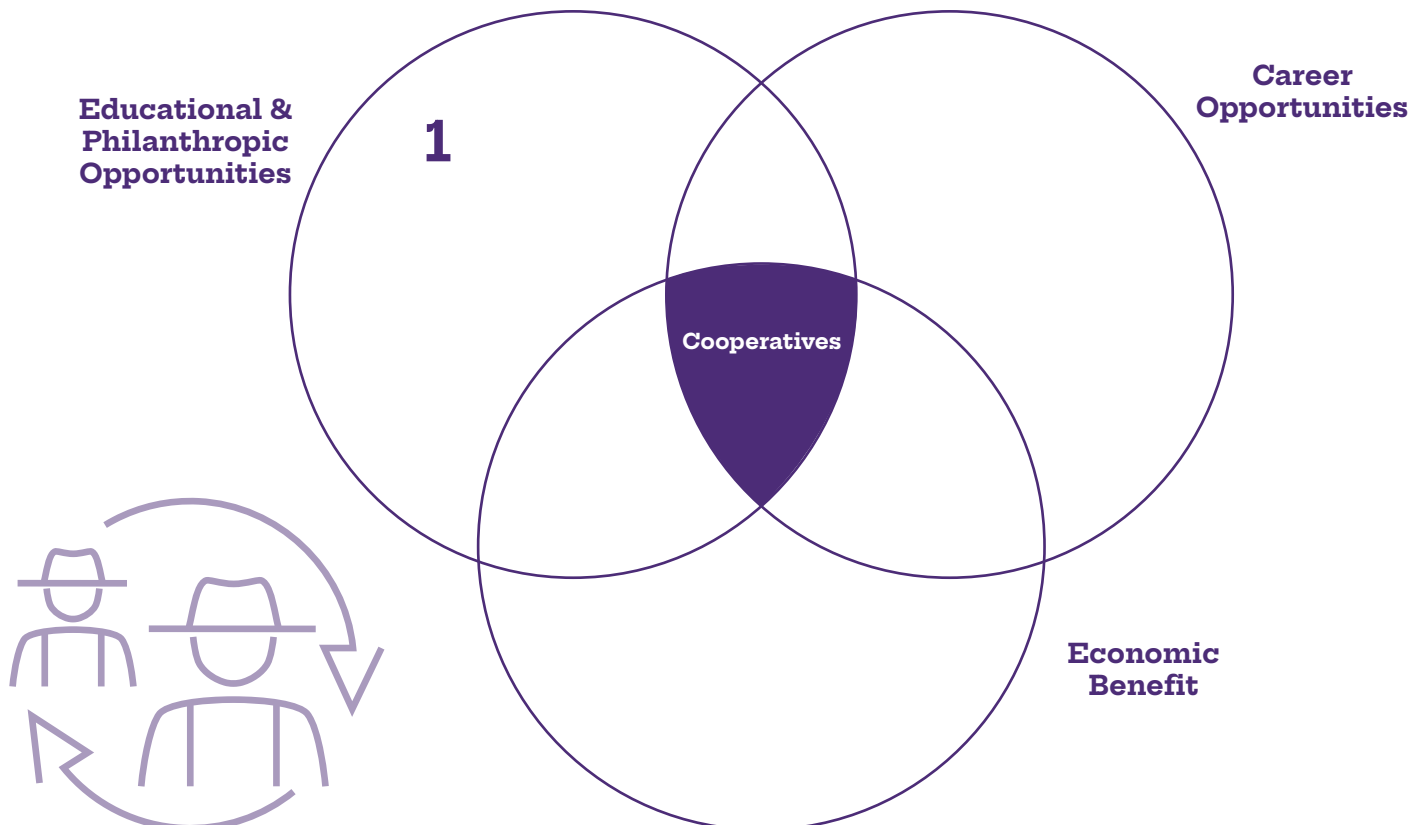 Educational &
Philanthropic
Opportunities
1
Career
Opportunities
Cooperatives
Economic
Benefit